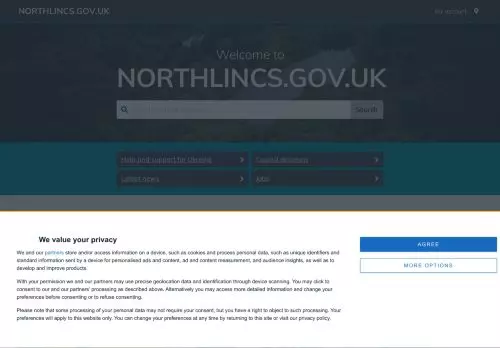 NORTHLINCS.GOV.UK
My account
Welcome to
NORTHLINCS.GOV.UK
Search
Help and support for Ukraine
Council elections
Latest news
Jobs
We value your privacy
We and our partners store and/or access information on a device, such as cookies and process personal data, such as unique identifiers and
standard information sent by a device for personalised ads and content, ad and content measurement, and audience insights, as well as to
develop and improve products.
AGREE
MORE OPTIONS
With your permission we and our partners may use precise geolocation data and identification through device scanning. You may click to
consent to our and our partners' processing as described above. Alternatively you may access more detailed information and change your
preferences before consenting or to refuse consenting.
Please note that some processing of your personal data may not require your consent, but you have a right to object to such processing. Your
preferences will apply to this website only. You can change your preferences at any time by returning to this site or visit our privacy policy.